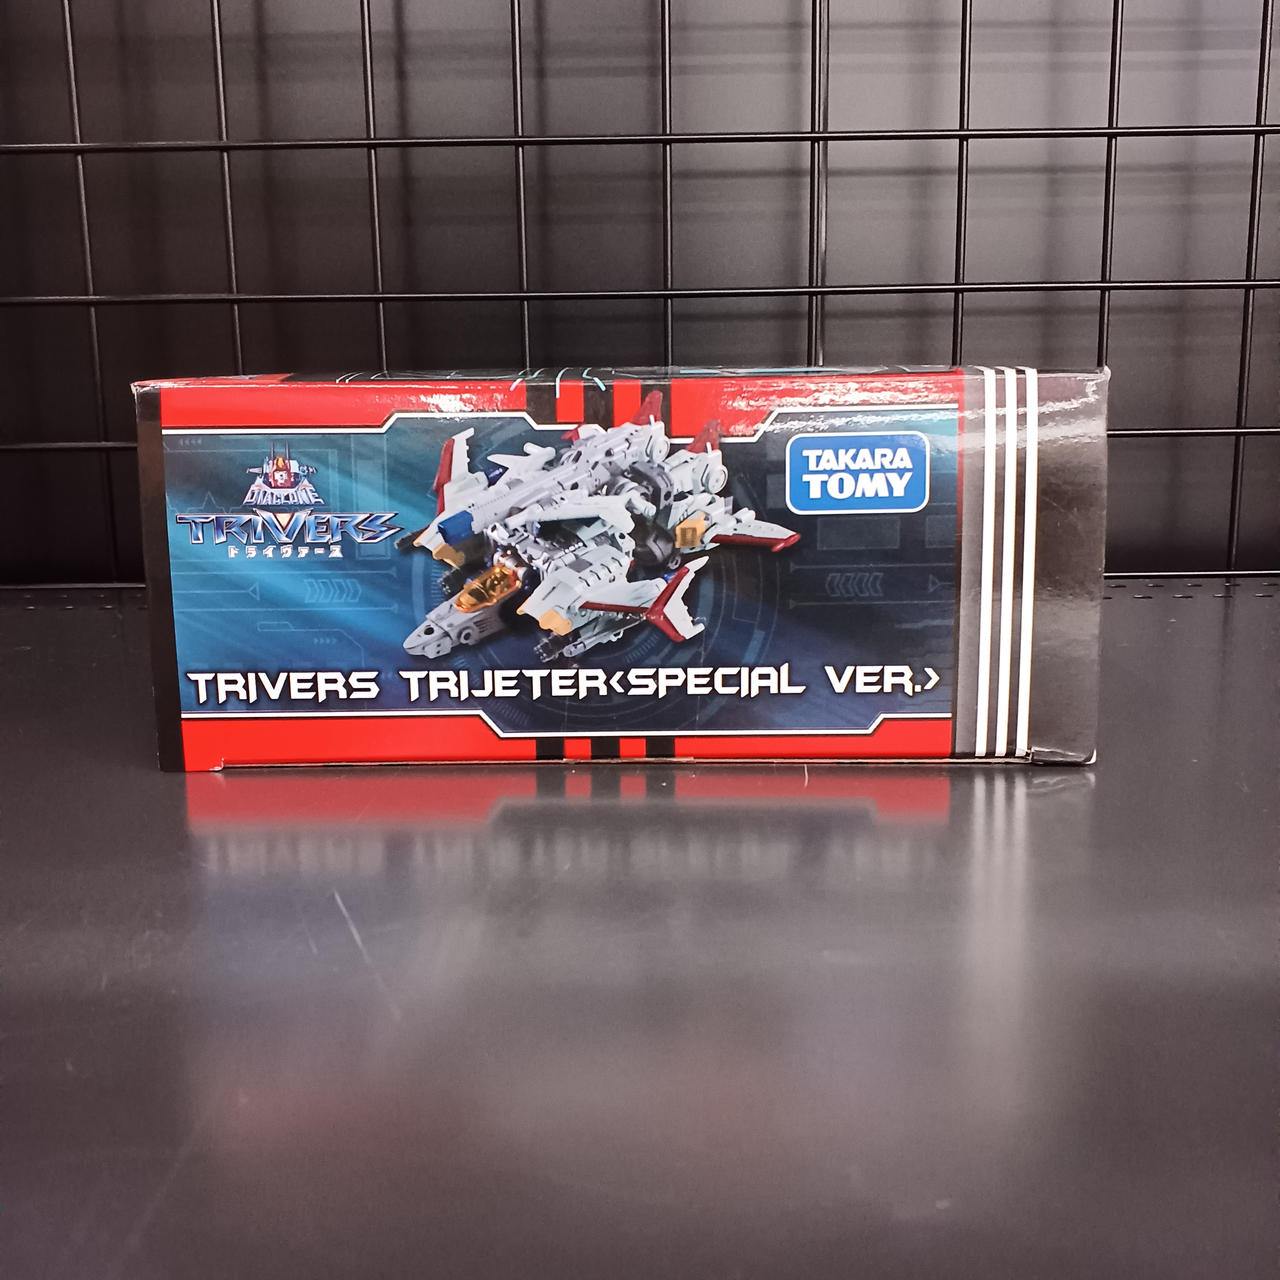 DIACLONE
TRIVERS
トライヴァース
TAKARA
TOMY
TRIVERS TRIJETER<SPECIAL VER.>